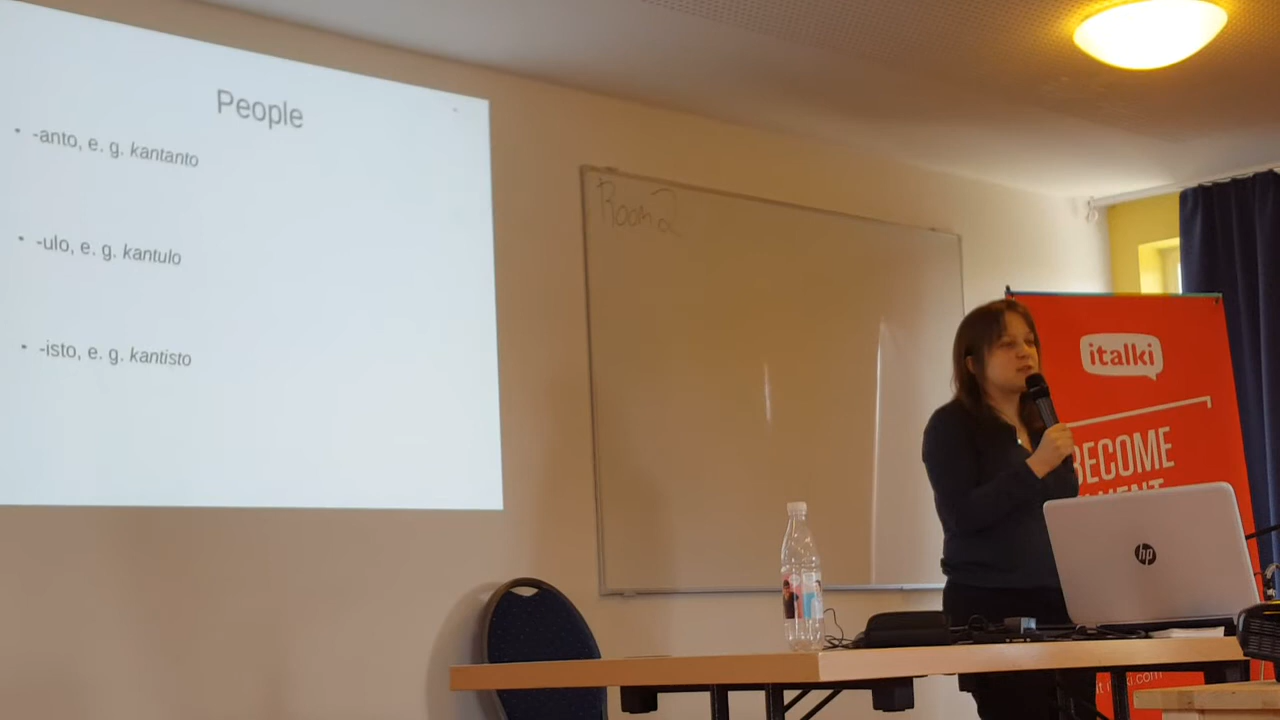 People
• -anto, e. g. kantanto
• -ulo, e. g. kantulo
• -isto, e. g. kantisto
Room 2
italki
BECOME
hp